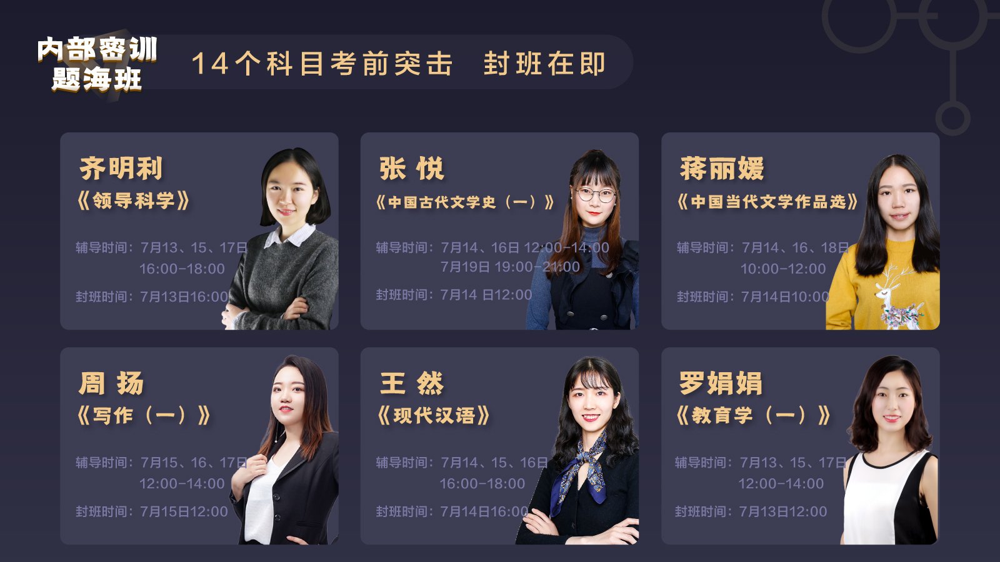 内部密训
题海班
14个科目考前突击 封班在即
齐明利
《领导科学》
辅导时间：7月13、15、17日
16:00-18:00
封班时间：7月13日16:00
张 悦
《中国古代文学史（一）》
辅导时间：7月14、16日 12:00-14:00
7月19日 19:00-21:00
封班时间：7月14 日12:00
蒋丽媛
《中国当代文学作品选》
辅导时间：7月14、16、18日
10:00-12:00
封班时间：7月14日10:00
周 扬
《写作（一）》
辅导时间：7月15、16、17日
12:00-14:00
封班时间：7月15日12:00
王 然
《现代汉语》
辅导时间：7月14、15、16日
16:00-18:00
封班时间：7月14日16:00
罗娟娟
《教育学（一）》
辅导时间：7月13、15、17日
12:00-14:00
封班时间：7月13日12:00